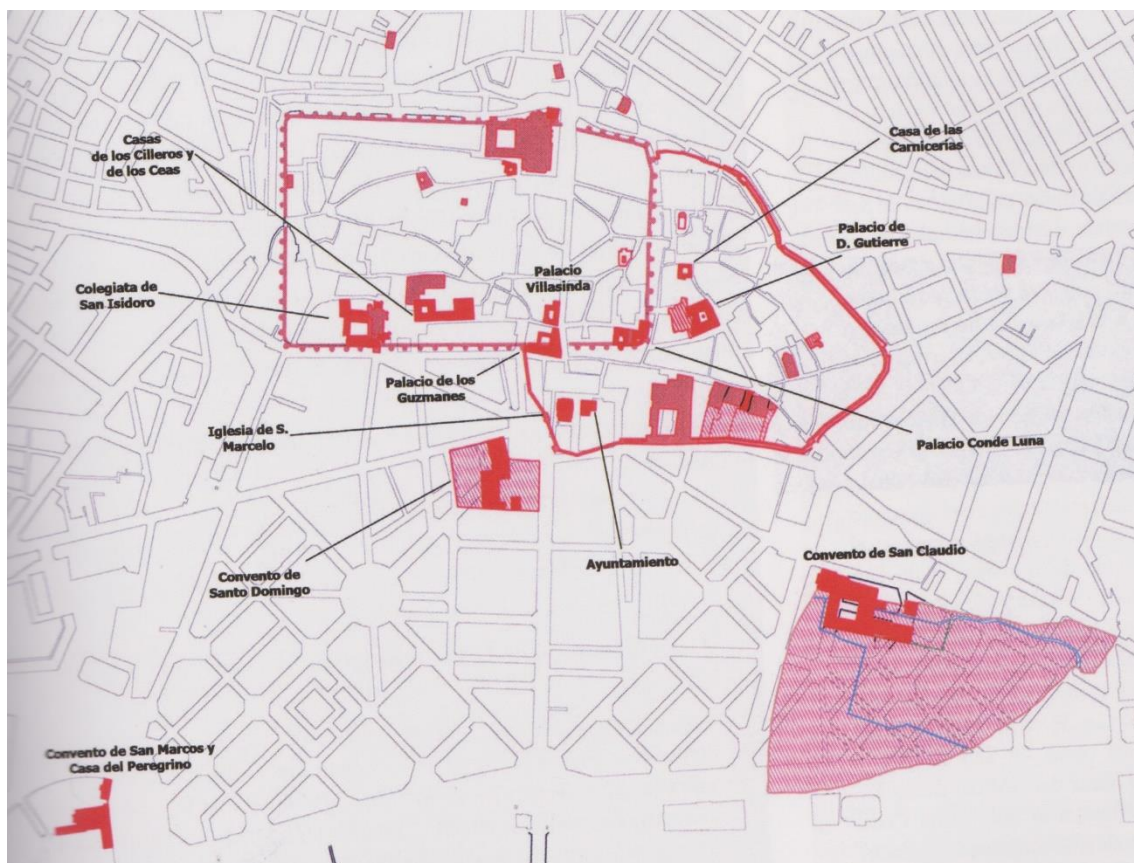 Casas
de los Cilleros y
de los Ceas
Casa de las
Carnicerías
Palacio de
D. Gutierre
Palacio
Villasinda
Colegiata de
San Isidoro
Palacio de los
Guzmanes
Iglesia de S.
Marcelo
Palacio Conde Luna
Convento de
Santo Domingo
Ayuntamiento
Convento de San Claudio
Convento de San Marcos y
Casa del Peregrino